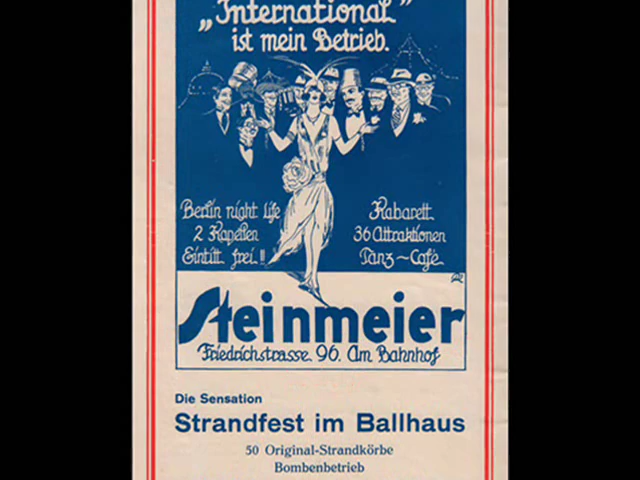 „International"
ist mein Betrieb.
Berlin night life
2 Kapellen
Eintitt frei!!
Kabarett
36 Attraktionen
Tanz-Café
Steinmeier
Friedrichstrasse 96. Am Bahnhof
Die Sensation
Strandfest im Ballhaus
50 Original-Strandkörbe
Bombenbetrieb